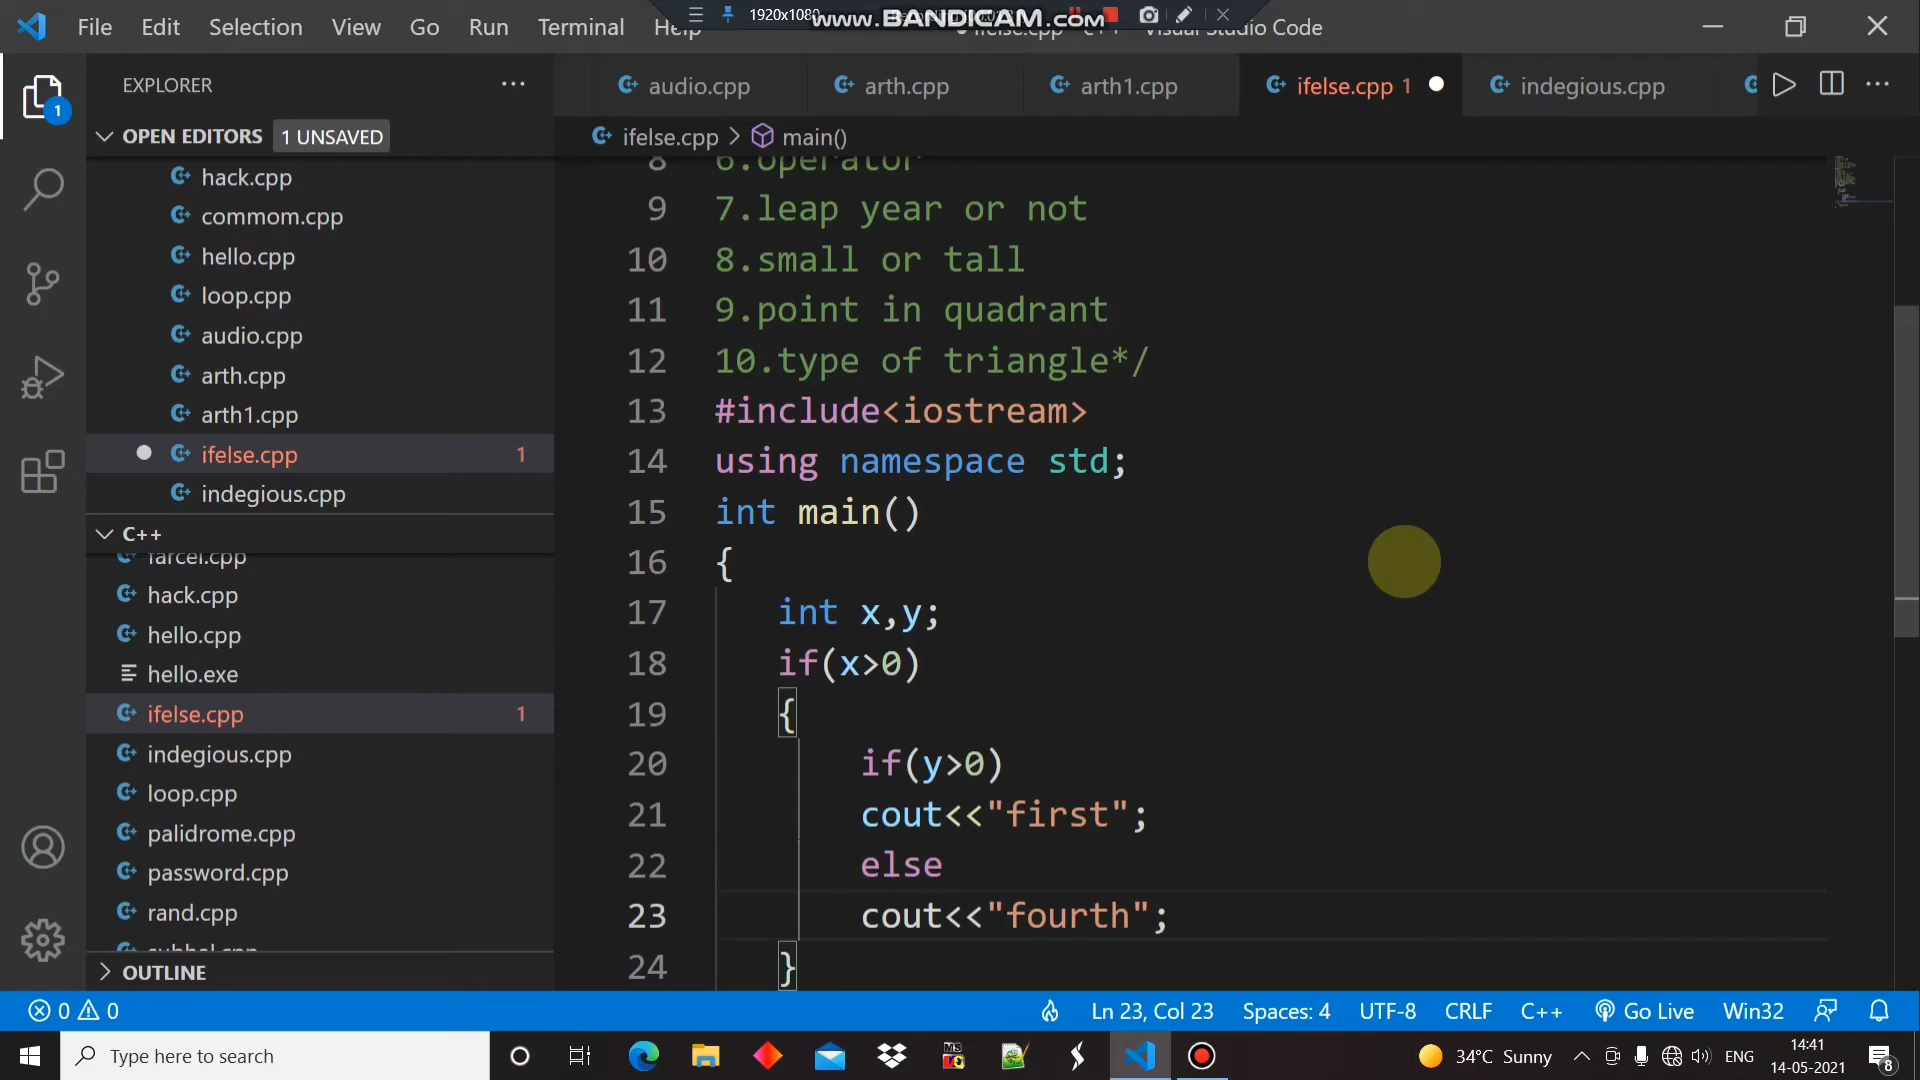 File Edit Selection View Go Run Terminal Help
1920x1080
www.BANDICAM.com
ifelse.cpp - C++ - Visual Studio Code
EXPLORER
1
OPEN EDITORS 1 UNSAVED
hack.cpp
commom.cpp
hello.cpp
loop.cpp
audio.cpp
arth.cpp
arth1.cpp
ifelse.cpp 1
indegious.cpp
C++
farcel.cpp
hack.cpp
hello.cpp
hello.exe
ifelse.cpp 1
indegious.cpp
loop.cpp
palidrome.cpp
password.cpp
rand.cpp
OUTLINE
audio.cpp arth.cpp arth1.cpp ifelse.cpp 1 indegious.cpp
ifelse.cpp > main()
8 6.operator
9 7.leap year or not
10 8.small or tall
11 9.point in quadrant
12 10.type of triangle*/
13 #include<iostream>
14 using namespace std;
15 int main()
16 {
17 int x,y;
18 if(x>0)
19 {
20 if(y>0)
21 cout<<"first";
22 else
23 cout<<"fourth";
24 }
0 0 Ln 23, Col 23 Spaces: 4 UTF-8 CRLF C++ Go Live Win32
Type here to search
34°C Sunny ENG
14:41
14-05-2021
8